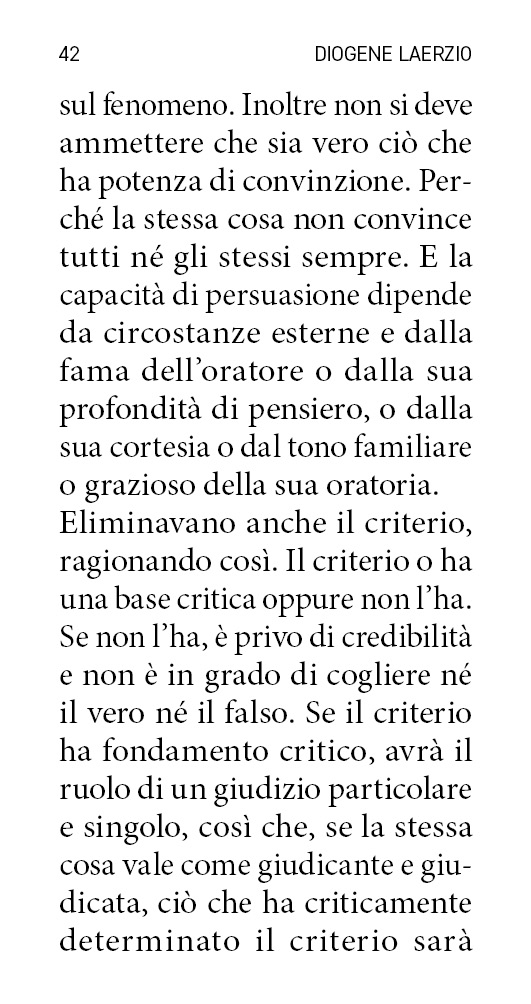 42 DIOGENE LAERZIO
sul fenomeno. Inoltre non si deve
ammettere che sia vero ciò che
ha potenza di convinzione. Per-
ché la stessa cosa non convince
tutti né gli stessi sempre. E la
capacità di persuasione dipende
da circostanze esterne e dalla
fama dell’oratore o dalla sua
profondità di pensiero, o dalla
sua cortesia o dal tono familiare
o grazioso della sua oratoria.
Eliminavano anche il criterio,
ragionando così. Il criterio o ha
una base critica oppure non l’ha.
Se non l’ha, è privo di credibilità
e non è in grado di cogliere né
il vero né il falso. Se il criterio
ha fondamento critico, avrà il
ruolo di un giudizio particolare
e singolo, così che, se la stessa
cosa vale come giudicante e giu-
dicata, ciò che ha criticamente
determinato il criterio sarà